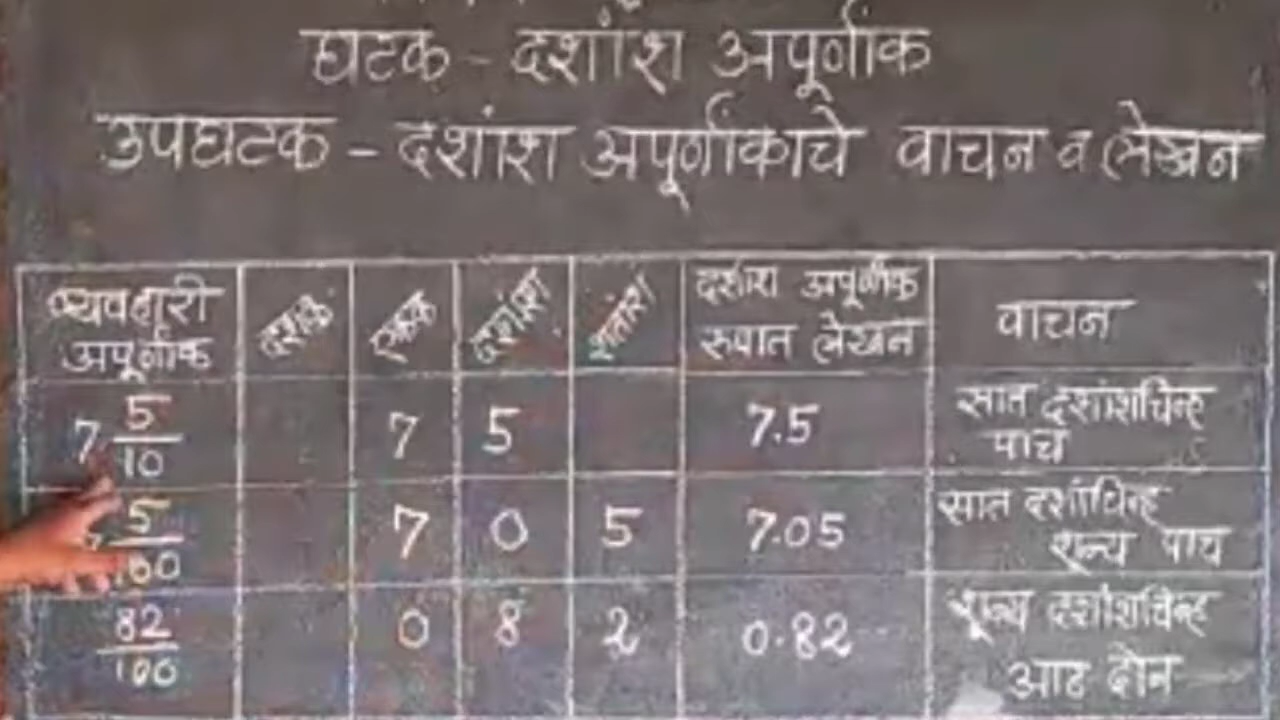 घटक - दशांश अपूर्णांक
उपघटक - दशांश अपूर्णांकाचे वाचन व लेखन
व्यवहारी अपूर्णांक दशक एकक दशांश शतांश दशांश अपूर्णांक रुपात लेखन वाचन
7 5/10 7 5 7.5 सात दशांशचिन्ह पाच
5/100 7 0 5 7.05 सात दशांचिन्ह शून्य पाच
82/100 0 8 2 0.82 शून्य दशांशचिन्ह आठ दोन